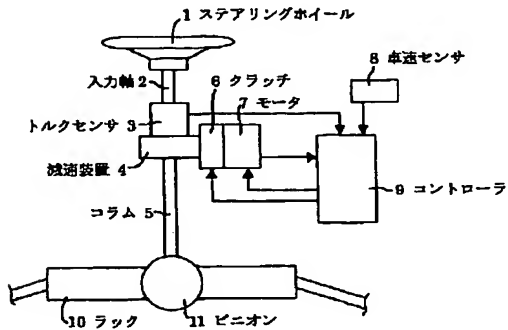 1 ステアリングホイール
8 車速センサ
入力軸 2
6 クラッチ
7 モータ
トルクセンサ 3
減速装置 4
9 コントローラ
コラム 5
10 ラック
11 ピニオン